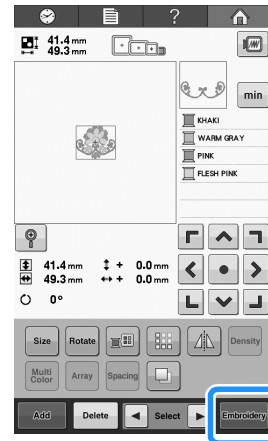 ?
41.4 mm
49.3 mm
min
KHAKI
WARM GRAY
PINK
FLESH PINK
41.4 mm + 0.0 mm
49.3 mm + 0.0 mm
0°
Size Rotate Density
Multi Color Array Spacing
Add Delete Select Embroidery